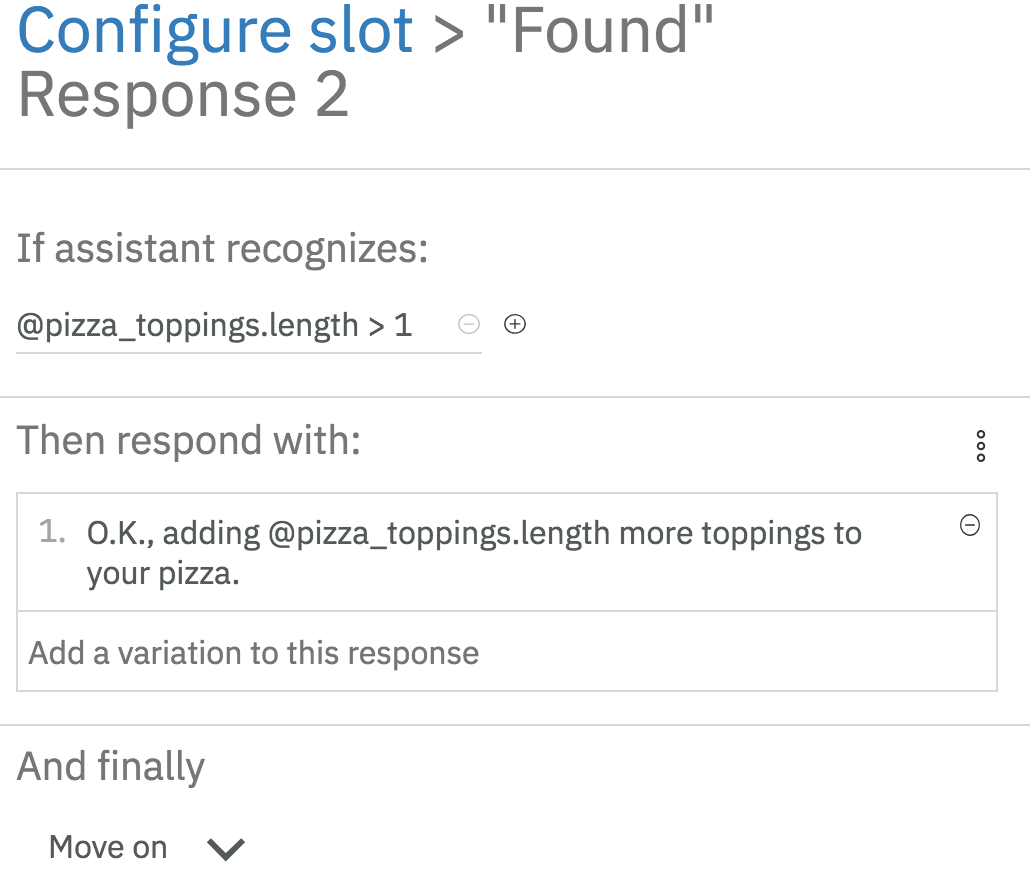 Configure slot > "Found"
Response 2
If assistant recognizes:
@pizza_toppings.length > 1
Then respond with:
1. O.K., adding @pizza_toppings.length more toppings to
your pizza.
Add a variation to this response
And finally
Move on